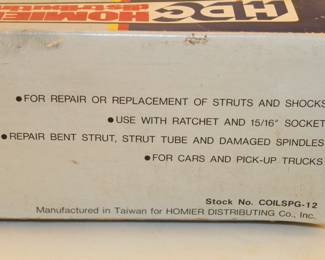 HDC
HOMIER
distributing
●FOR REPAIR OR REPLACEMENT OF STRUTS AND SHOCKS
●USE WITH RATCHET AND 15/16" SOCKET
●REPAIR BENT STRUT, STRUT TUBE AND DAMAGED SPINDLES
●FOR CARS AND PICK-UP TRUCKS
Stock No. COILSPG-12
Manufactured in Taiwan for HOMIER DISTRIBUTING Co., Inc.